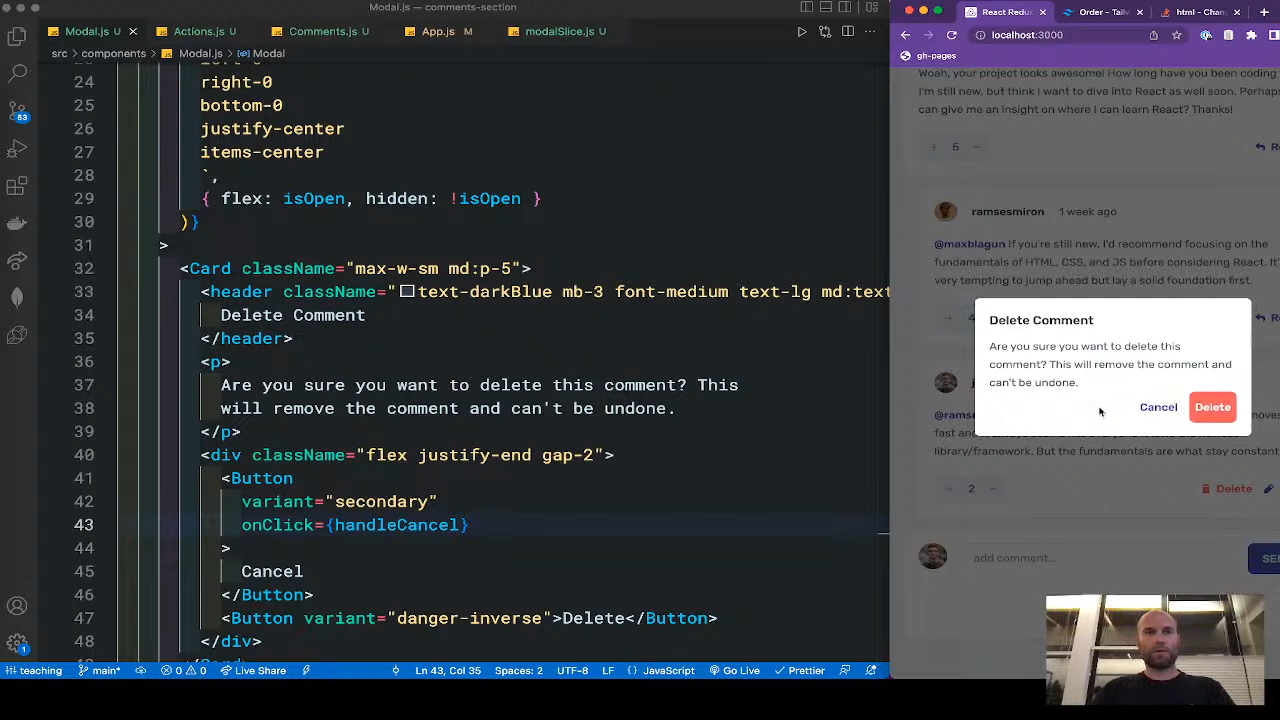 Modal.js — comments-section
Modal.js U
Actions.js U
Comments.js U
App.js M
modalSlice.js U
src > components > Modal.js > Modal
24 right-0
25 bottom-0
26 justify-center
27 items-center
28 `,
29 { flex: isOpen, hidden: !isOpen }
30 )}
31 >
32 <Card className="max-w-sm md:p-5">
33 <header className="text-darkBlue mb-3 font-medium text-lg md:text
34 Delete Comment
35 </header>
36 <p>
37 Are you sure you want to delete this comment? This
38 will remove the comment and can't be undone.
39 </p>
40 <div className="flex justify-end gap-2">
41 <Button
42 variant="secondary"
43 onClick={handleCancel}
44 >
45 Cancel
46 </Button>
47 <Button variant="danger-inverse">Delete</Button>
48 </div>
53
1
teaching
main*
0 0
Live Share
Ln 43, Col 35
Spaces: 2
UTF-8
LF
JavaScript
Go Live
Prettier
React Redux
Order - Tailw
html - Chan
localhost:3000
gh-pages
Woah, your project looks awesome! How long have you been coding
I'm still new, but think I want to dive into React as well soon. Perhaps
can give me an insight on where I can learn React? Thanks!
+ 5 −
ramsesmiron 1 week ago
@maxblagun If you're still new, I'd recommend focusing on the
fundamentals of HTML, CSS, and JS before considering React. It's
very tempting to jump ahead but lay a solid foundation first.
Delete Comment
Are you sure you want to delete this
comment? This will remove the comment and
can't be undone.
Cancel
Delete
library/framework. But the fundamentals are what stay constant
2 −
Delete
add comment...